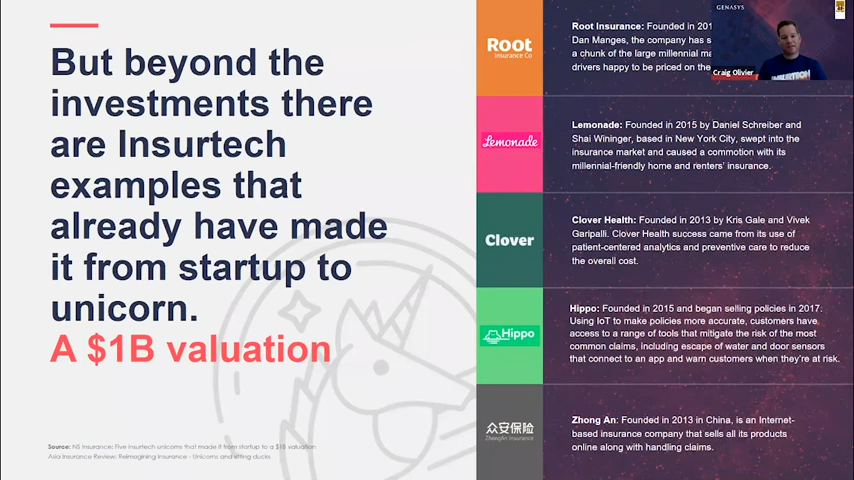 But beyond the
investments there
are Insurtech
examples that
already have made
it from startup to
unicorn.
A $1B valuation
Source: NS Insurance: Five insurtech unicorns that made it from startup to a $1B valuation
Asia Insurance Review: Reimagining Insurance - Unicorns and sitting ducks
Root
Insurance Co
Root Insurance: Founded in 201
Dan Manges, the company has s
a chunk of the large millennial ma
drivers happy to be priced on the
GENASYS
Craig Olivier
Lemonade
Lemonade: Founded in 2015 by Daniel Schreiber and
Shai Wininger, based in New York City, swept into the
insurance market and caused a commotion with its
millennial-friendly home and renters' insurance.
Clover
Clover Health: Founded in 2013 by Kris Gale and Vivek
Garipalli. Clover Health success came from its use of
patient-centered analytics and preventive care to reduce
the overall cost.
Hippo
Hippo: Founded in 2015 and began selling policies in 2017.
Using IoT to make policies more accurate, customers have
access to a range of tools that mitigate the risk of the most
common claims, including escape of water and door sensors
that connect to an app and warn customers when they're at risk.
众安保险
ZhongAn Insurance
Zhong An: Founded in 2013 in China, is an Internet-
based insurance company that sells all its products
online along with handling claims.